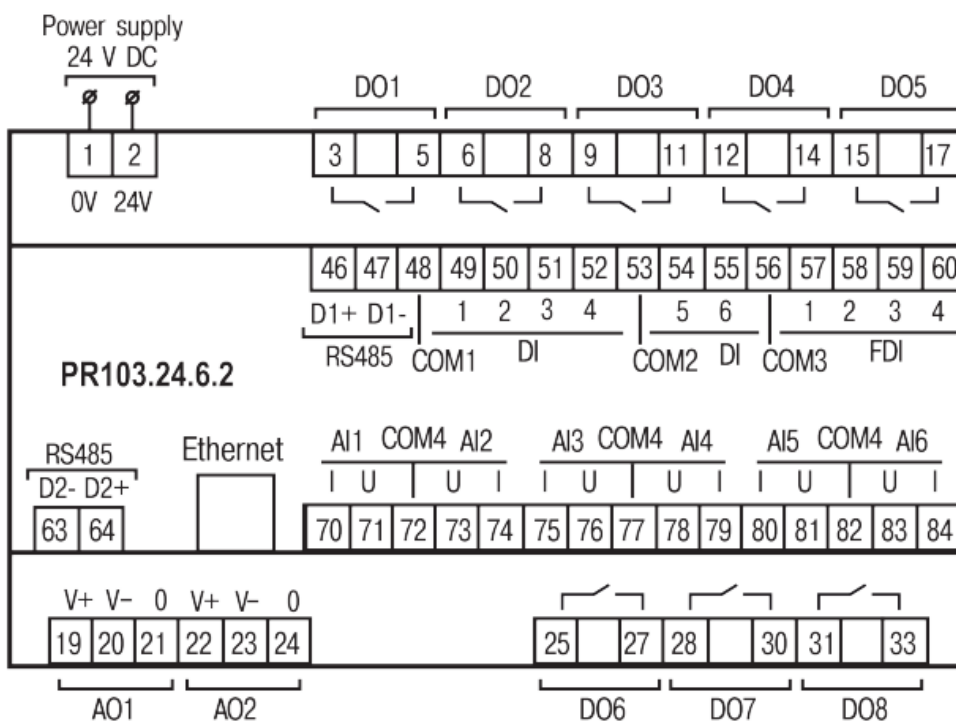 Power supply
24 V DC
DO1 DO2 DO3 DO4 DO5
1 2 3 5 6 8 9 11 12 14 15 17
0V 24V
46 47 48 49 50 51 52 53 54 55 56 57 58 59 60
D1+ D1- 1 2 3 4 5 6 1 2 3 4
RS485 COM1 DI COM2 DI COM3 FDI
PR103.24.6.2
RS485 Ethernet AI1 COM4 AI2 AI3 COM4 AI4 AI5 COM4 AI6
D2- D2+ I U U I I U U I I U U I
63 64 70 71 72 73 74 75 76 77 78 79 80 81 82 83 84
V+ V- 0 V+ V- 0
19 20 21 22 23 24 25 27 28 30 31 33
AO1 AO2 DO6 DO7 DO8